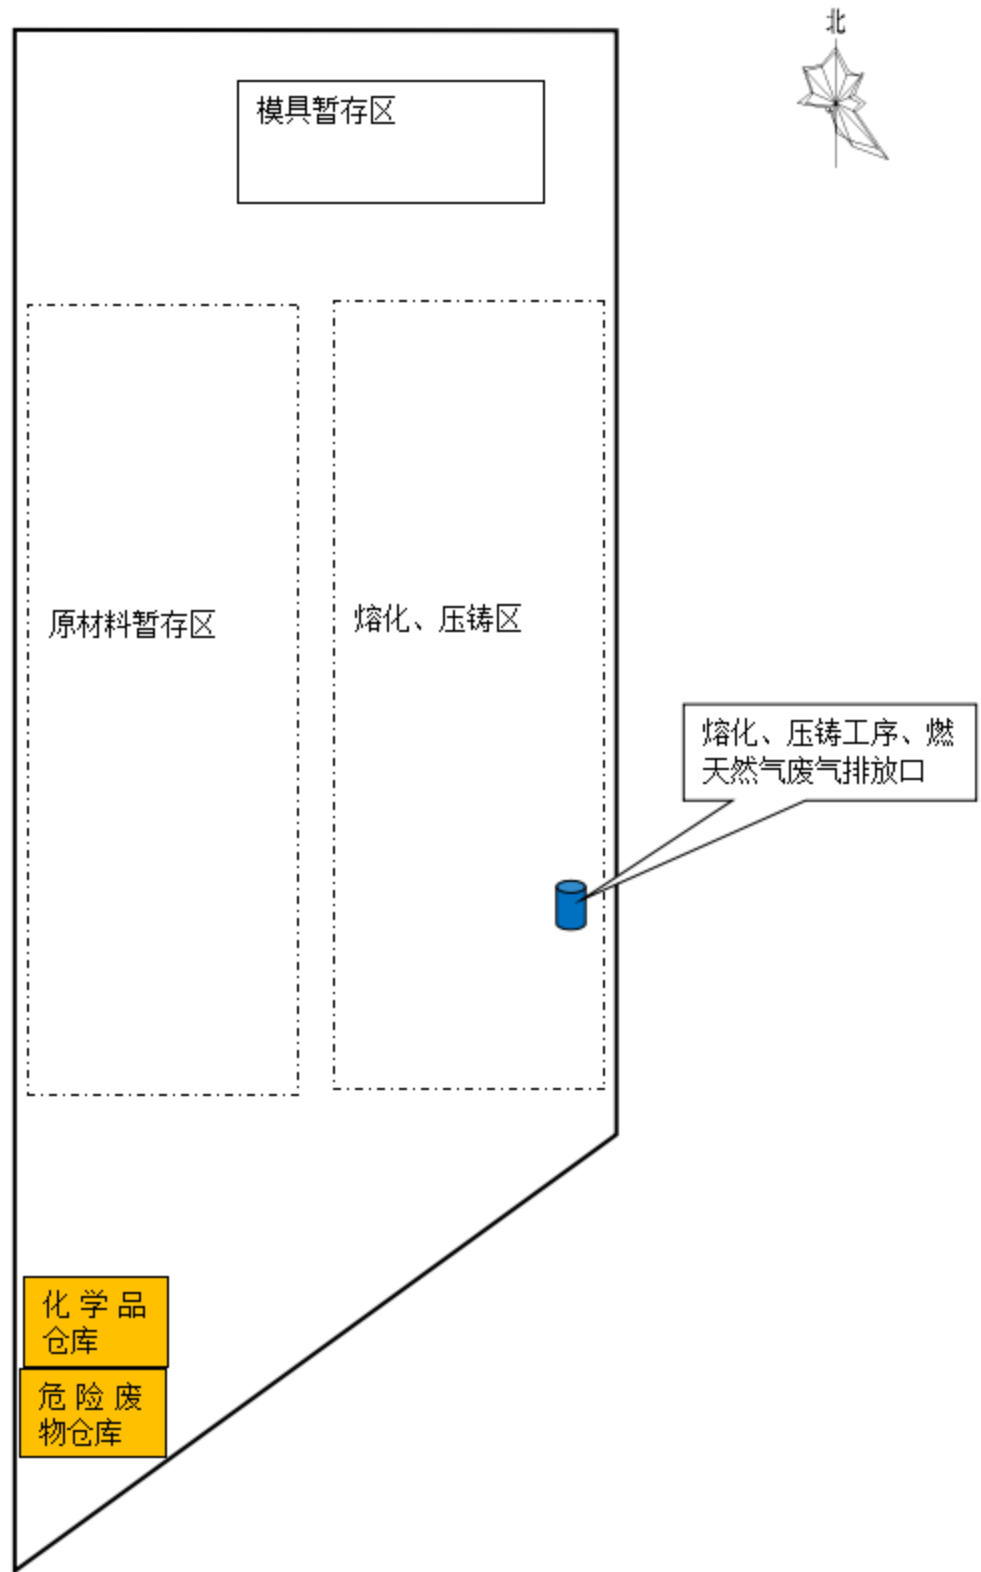 北
模具暂存区
原材料暂存区
熔化、压铸区
熔化、压铸工序、燃
天然气废气排放口
化学品
仓库
危险废
物仓库